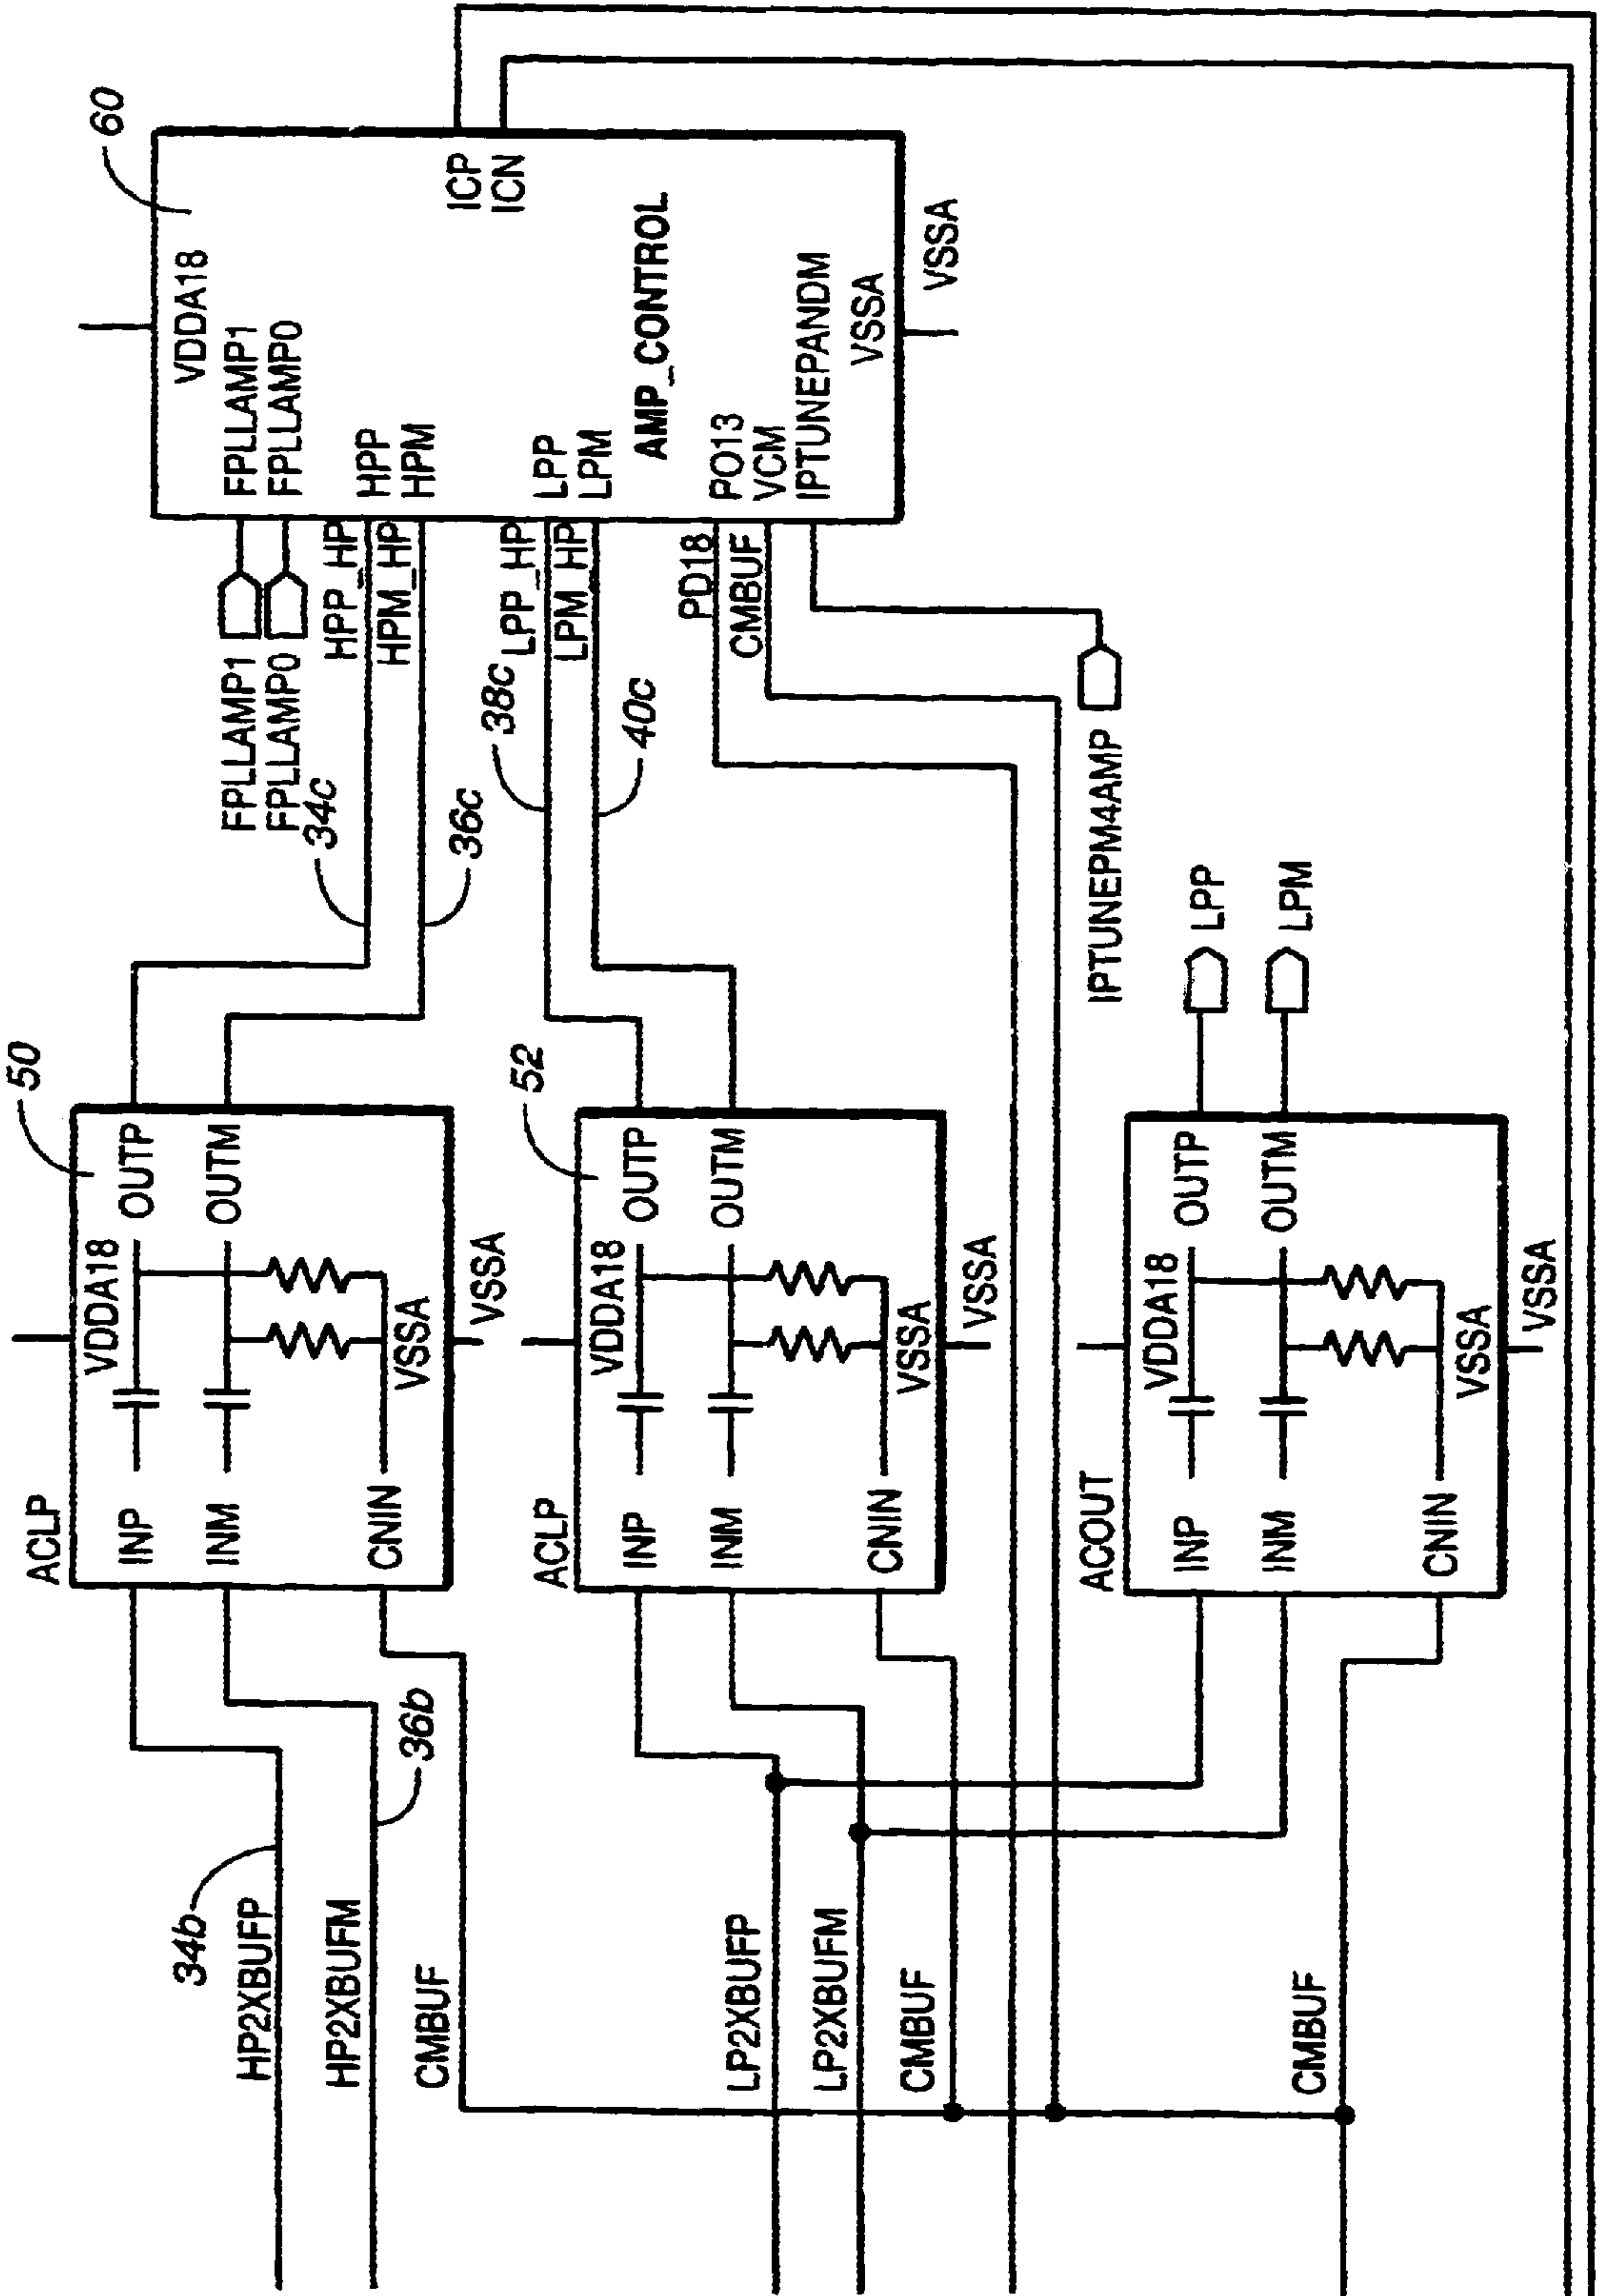 60
VDDA18
FPLLAMP1
FPLLAMP0
HPP
HPM
LPP
LPM
AMP_CONTROL
PO13
VCM
IPTUNEPANDM
VSSA
VSSA
ICP
ICN
FPLLAMP1
FPLLAMP0
HPP_HP
HPM_HP
LPP_HP
LPM_HP
PD18
CMBUF
34c
36c
38c
40c
IPTUNEPM4AMP
50
ACLP
VDDA18
INP
OUTP
INM
OUTM
CNIN
VSSA
VSSA
52
ACLP
VDDA18
INP
OUTP
INM
OUTM
CNIN
VSSA
VSSA
ACOUT
VDDA18
INP
OUTP
INM
OUTM
CNIN
VSSA
VSSA
LPP
LPM
34b
HP2XBUFP
36b
HP2XBUFM
CMBUF
LP2XBUFP
LP2XBUFM
CMBUF
CMBUF